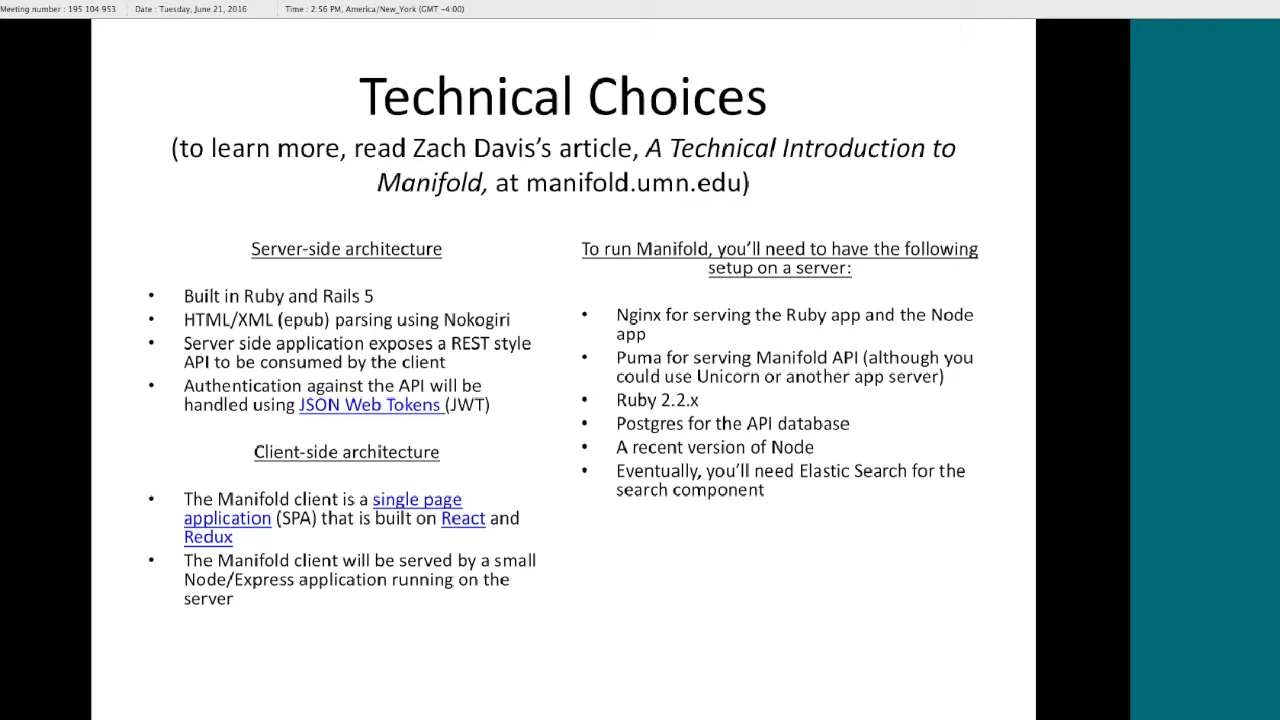 Meeting number : 195 104 953 Date : Tuesday, June 21, 2016 Time : 2:56 PM, America/New_York (GMT -4:00)
Technical Choices
(to learn more, read Zach Davis’s article, A Technical Introduction to
Manifold, at manifold.umn.edu)
Server-side architecture
• Built in Ruby and Rails 5
• HTML/XML (epub) parsing using Nokogiri
• Server side application exposes a REST style
API to be consumed by the client
• Authentication against the API will be
handled using JSON Web Tokens (JWT)
Client-side architecture
• The Manifold client is a single page
application (SPA) that is built on React and
Redux
• The Manifold client will be served by a small
Node/Express application running on the
server
To run Manifold, you’ll need to have the following
setup on a server:
• Nginx for serving the Ruby app and the Node
app
• Puma for serving Manifold API (although you
could use Unicorn or another app server)
• Ruby 2.2.x
• Postgres for the API database
• A recent version of Node
• Eventually, you’ll need Elastic Search for the
search component